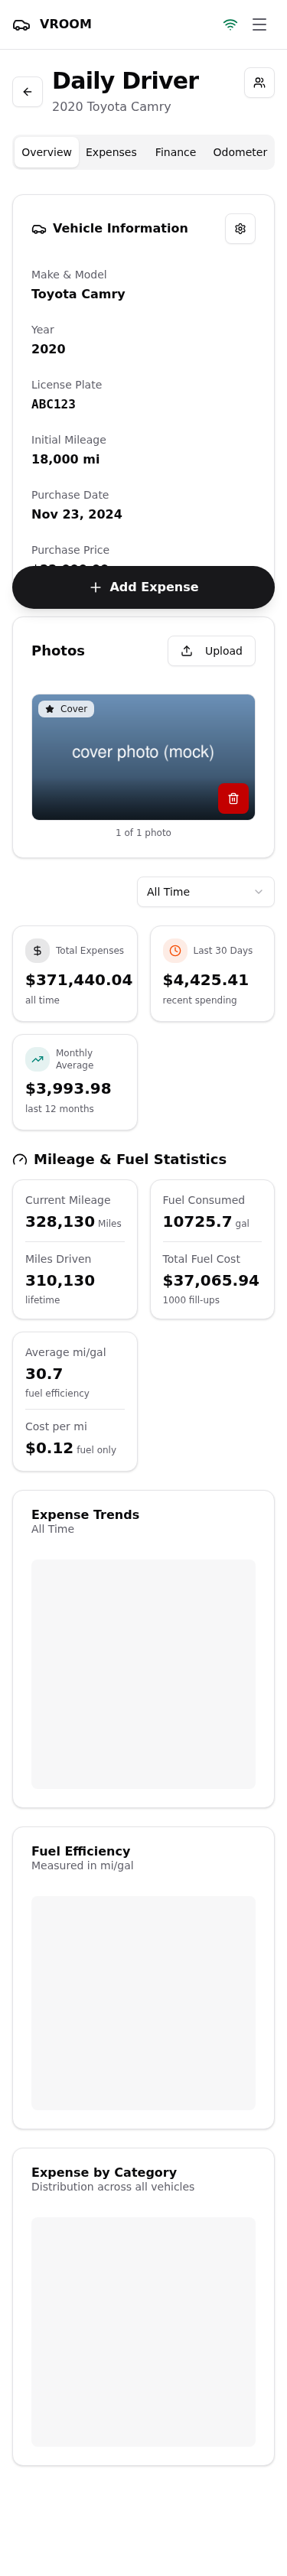 VROOM
Daily Driver
2020 Toyota Camry
Overview Expenses Finance Odometer
Vehicle Information
Make & Model
Toyota Camry
Year
2020
License Plate
ABC123
Initial Mileage
18,000 mi
Purchase Date
Nov 23, 2024
Purchase Price
Add Expense
Photos
Upload
Cover
cover photo (mock)
1 of 1 photo
All Time
Total Expenses
$371,440.04
all time
Last 30 Days
$4,425.41
recent spending
Monthly
Average
$3,993.98
last 12 months
Mileage & Fuel Statistics
Current Mileage
328,130 Miles
Miles Driven
310,130
lifetime
Fuel Consumed
10725.7 gal
Total Fuel Cost
$37,065.94
1000 fill-ups
Average mi/gal
30.7
fuel efficiency
Cost per mi
$0.12 fuel only
Expense Trends
All Time
Fuel Efficiency
Measured in mi/gal
Expense by Category
Distribution across all vehicles